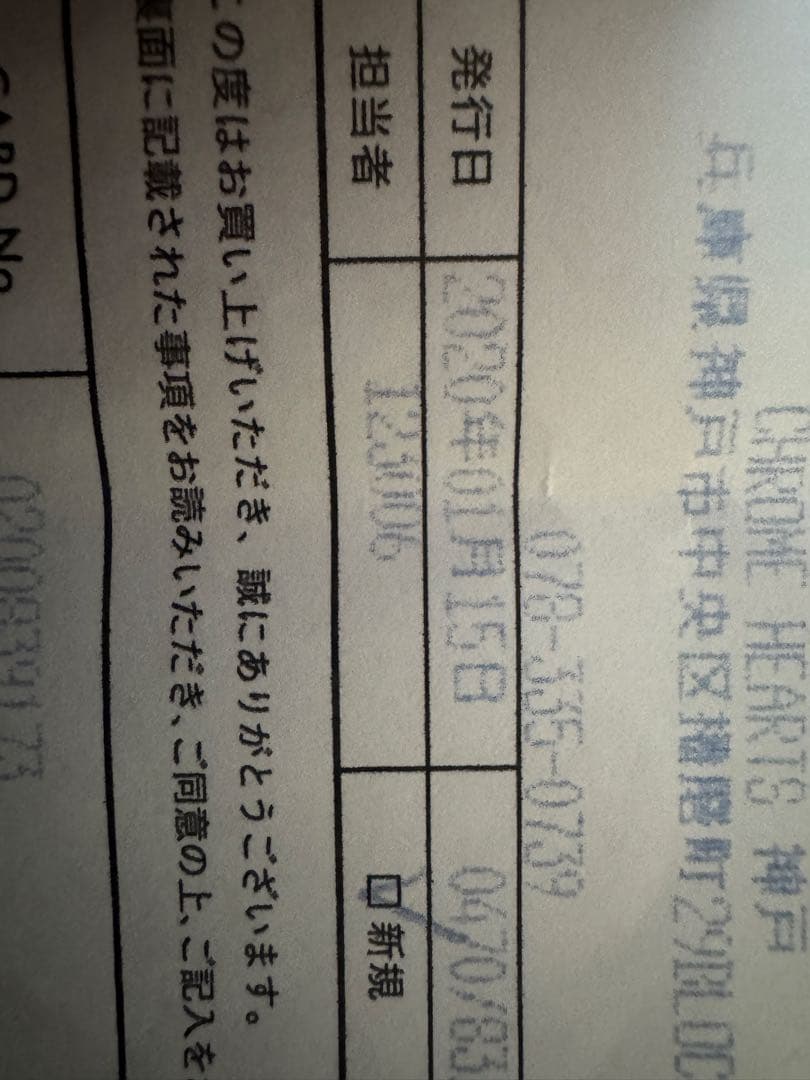 CHROME HEARTS 神戸
兵庫県神戸市中央区播磨町29BLOC
078-335-0739
発行日 2020年01月15日 0470783
担当者 123006 新規
この度はお買い上げいただき、誠にありがとうございます。
裏面に記載された事項をお読みいただき、ご同意の上、ご記入を
CARD No